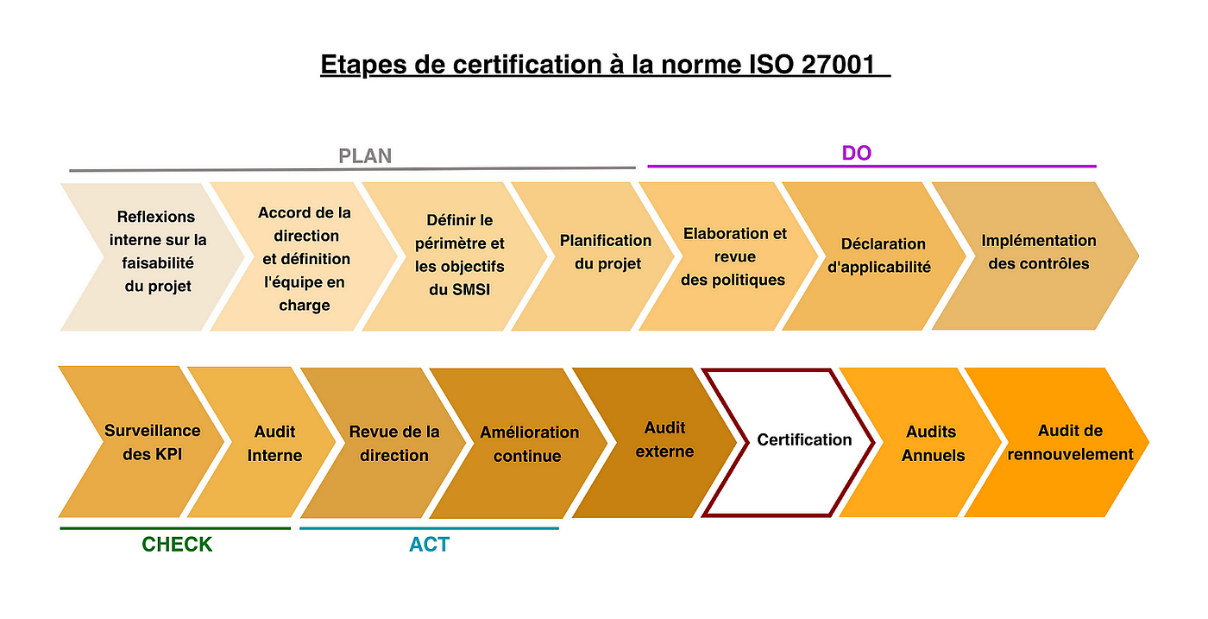 Etapes de certification à la norme ISO 27001
PLAN
DO
Reflexions
interne sur la
faisabilité
du projet
Accord de la
direction
et définition
l'équipe en
charge
Définir le
périmètre et
les objectifs
du SMSI
Planification
du projet
Elaboration et
revue
des politiques
Déclaration
d'applicabilité
Implémentation
des contrôles
Surveillance
des KPI
Audit
Interne
Revue de la
direction
Amélioration
continue
Audit
externe
Certification
Audits
Annuels
Audit de
rennouvelement
CHECK
ACT